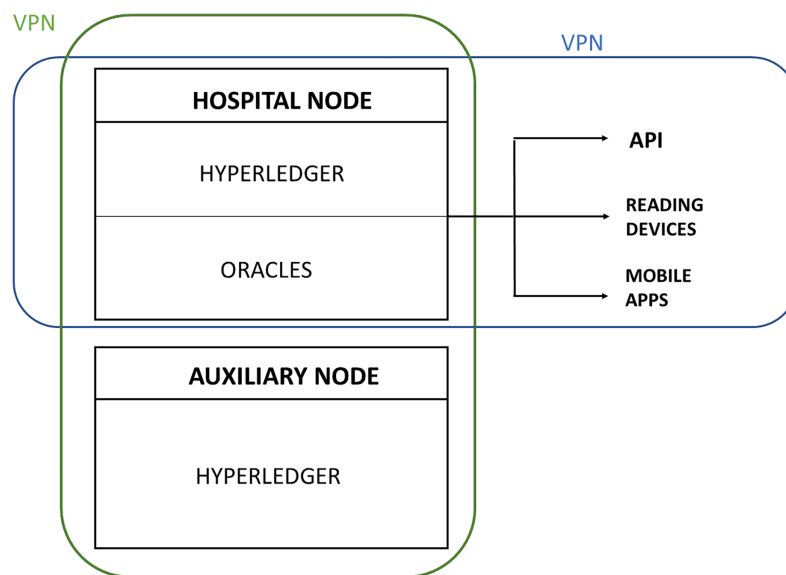 VPN
VPN
HOSPITAL NODE
HYPERLEDGER
ORACLES
API
READING
DEVICES
MOBILE
APPS
AUXILIARY NODE
HYPERLEDGER